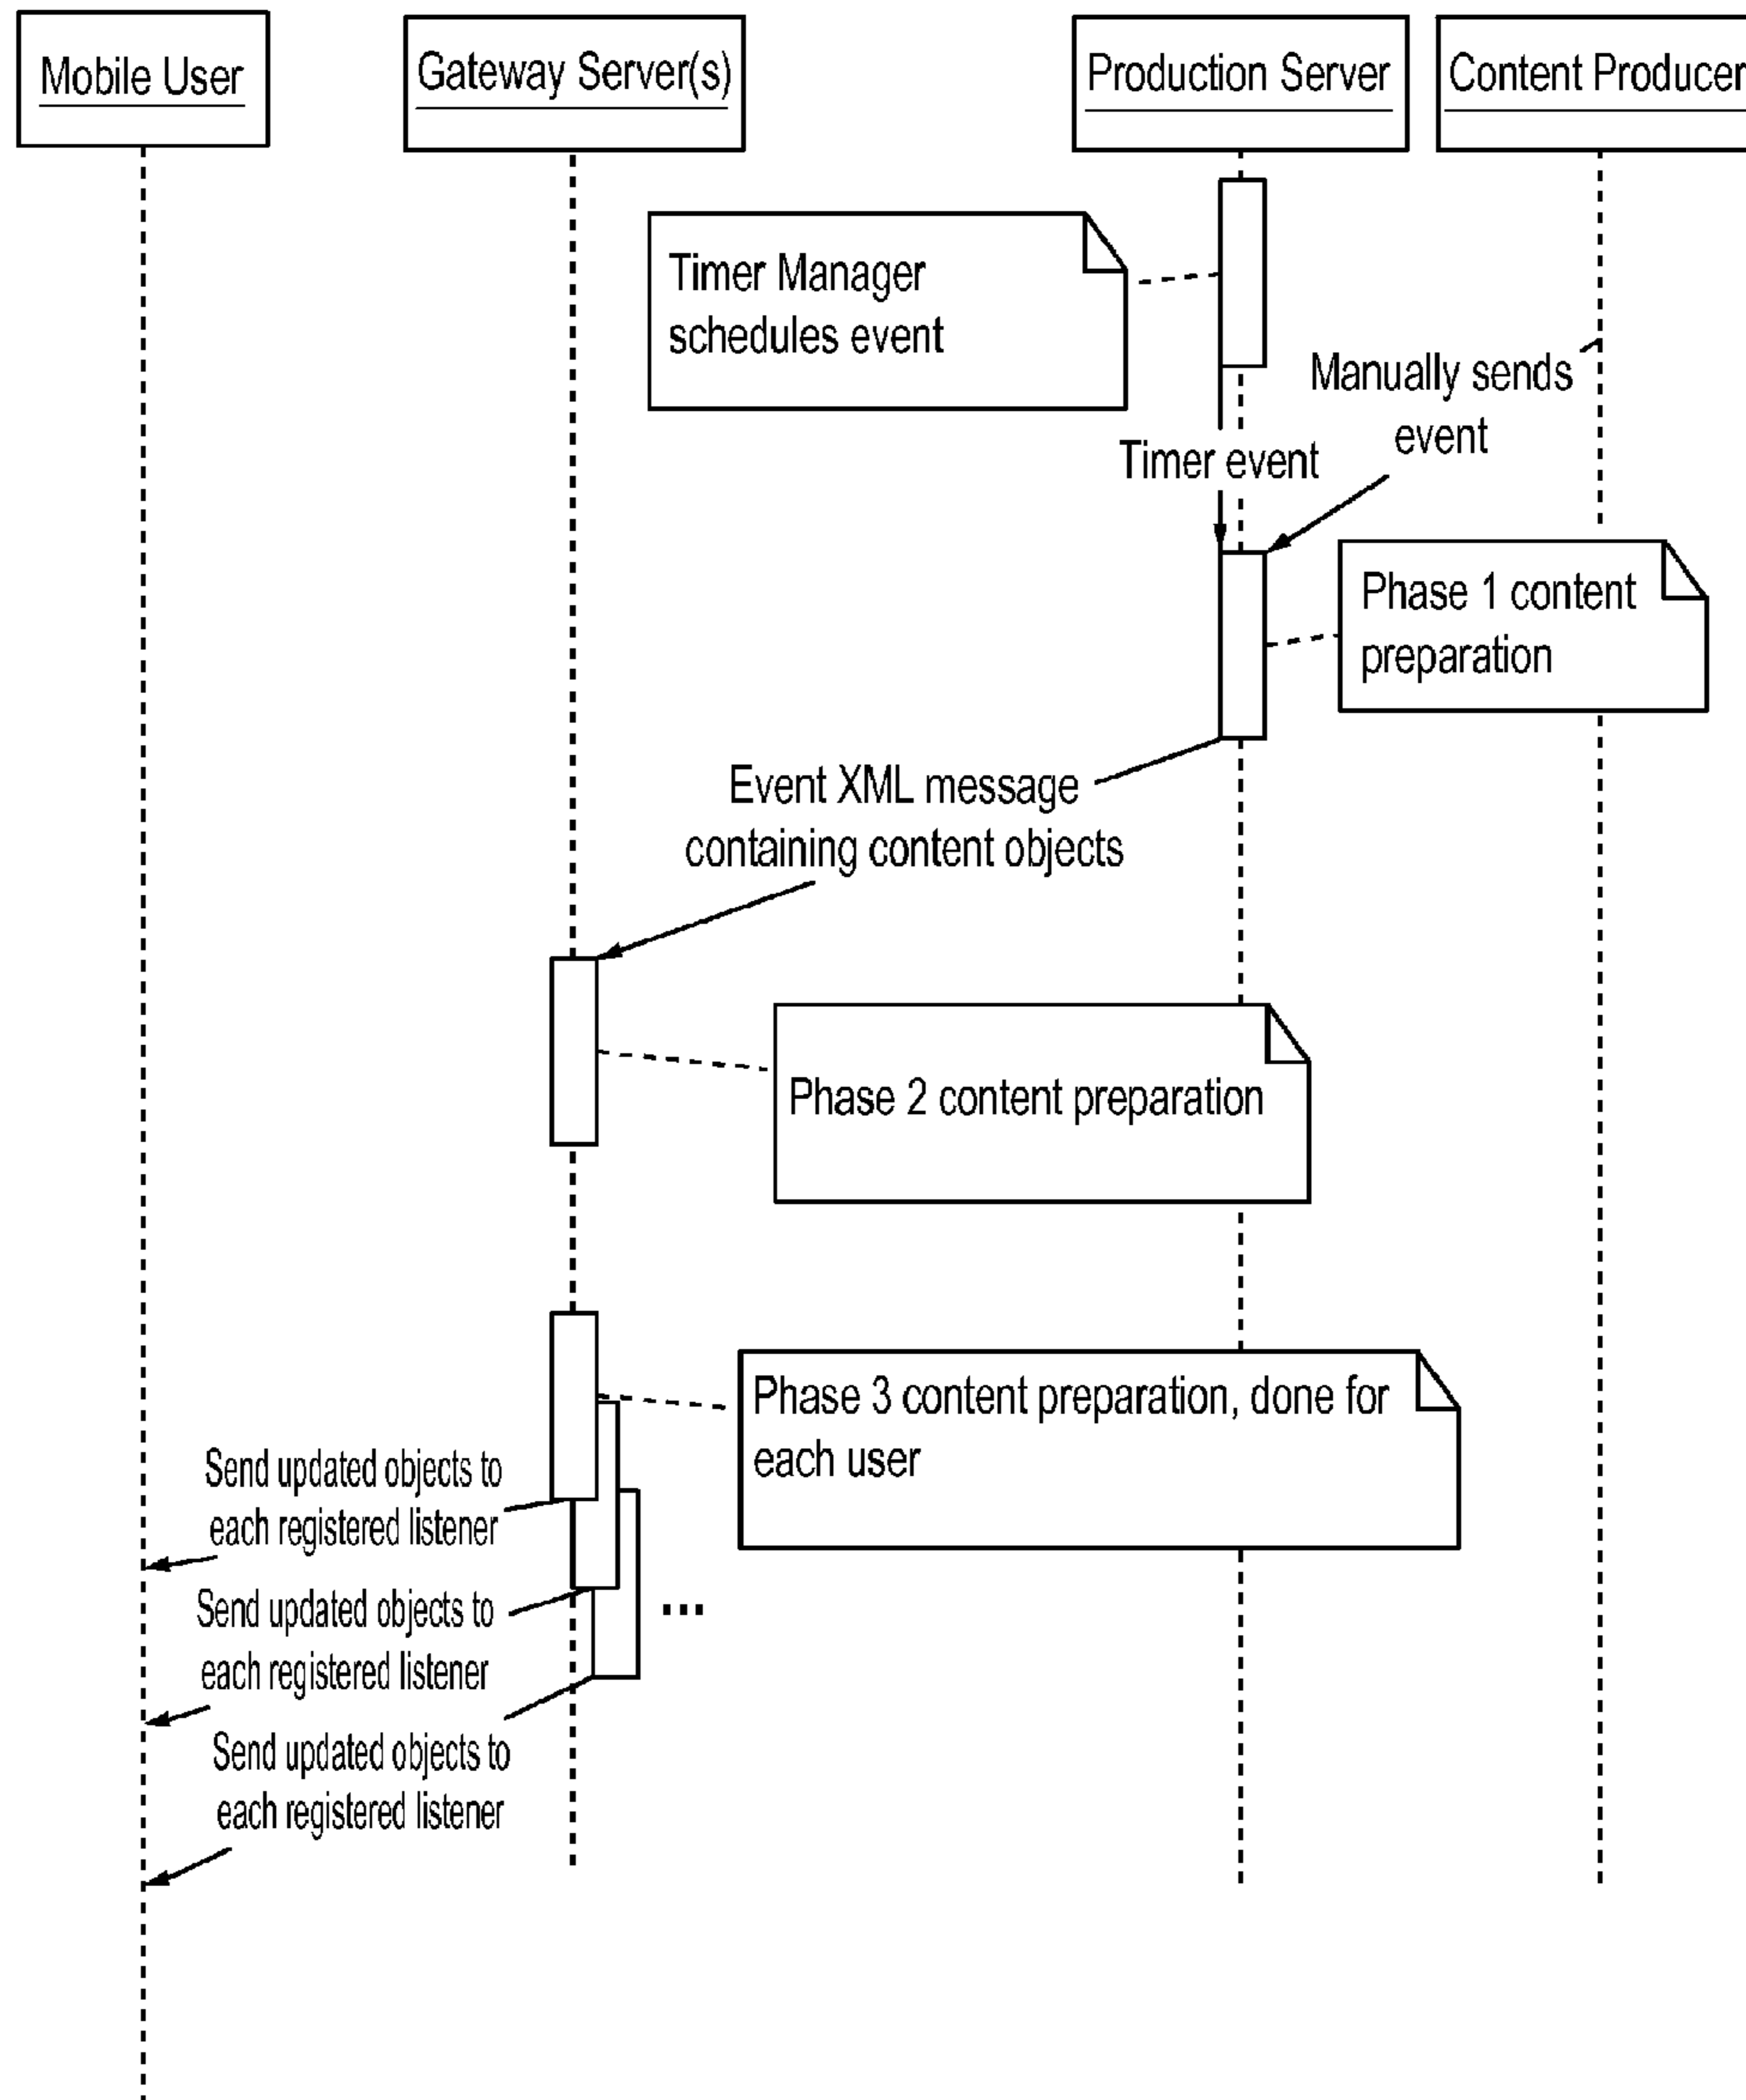 Mobile User
Gateway Server(s)
Production Server
Content Producer
Timer Manager
schedules event
Manually sends
event
Timer event
Phase 1 content
preparation
Event XML message
containing content objects
Phase 2 content preparation
Phase 3 content preparation, done for
each user
Send updated objects to
each registered listener
...
Send updated objects to
each registered listener
Send updated objects to
each registered listener